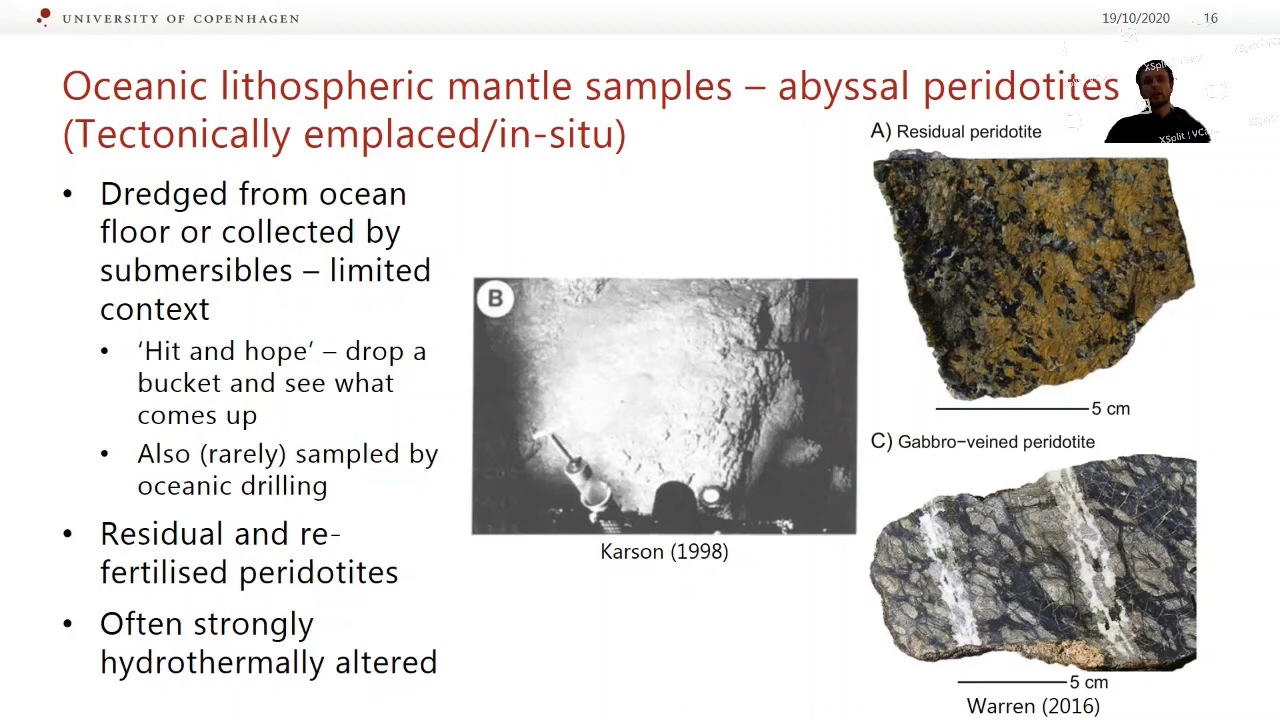 UNIVERSITY OF COPENHAGEN
19/10/2020
16
Oceanic lithospheric mantle samples – abyssal peridotites
(Tectonically emplaced/in-situ)
• Dredged from ocean
floor or collected by
submersibles – limited
context
• ‘Hit and hope’ – drop a
bucket and see what
comes up
• Also (rarely) sampled by
oceanic drilling
• Residual and re-
fertilised peridotites
• Often strongly
hydrothermally altered
B
Karson (1998)
A) Residual peridotite
5 cm
C) Gabbro–veined peridotite
5 cm
Warren (2016)
XSplit
XSplit / VCa